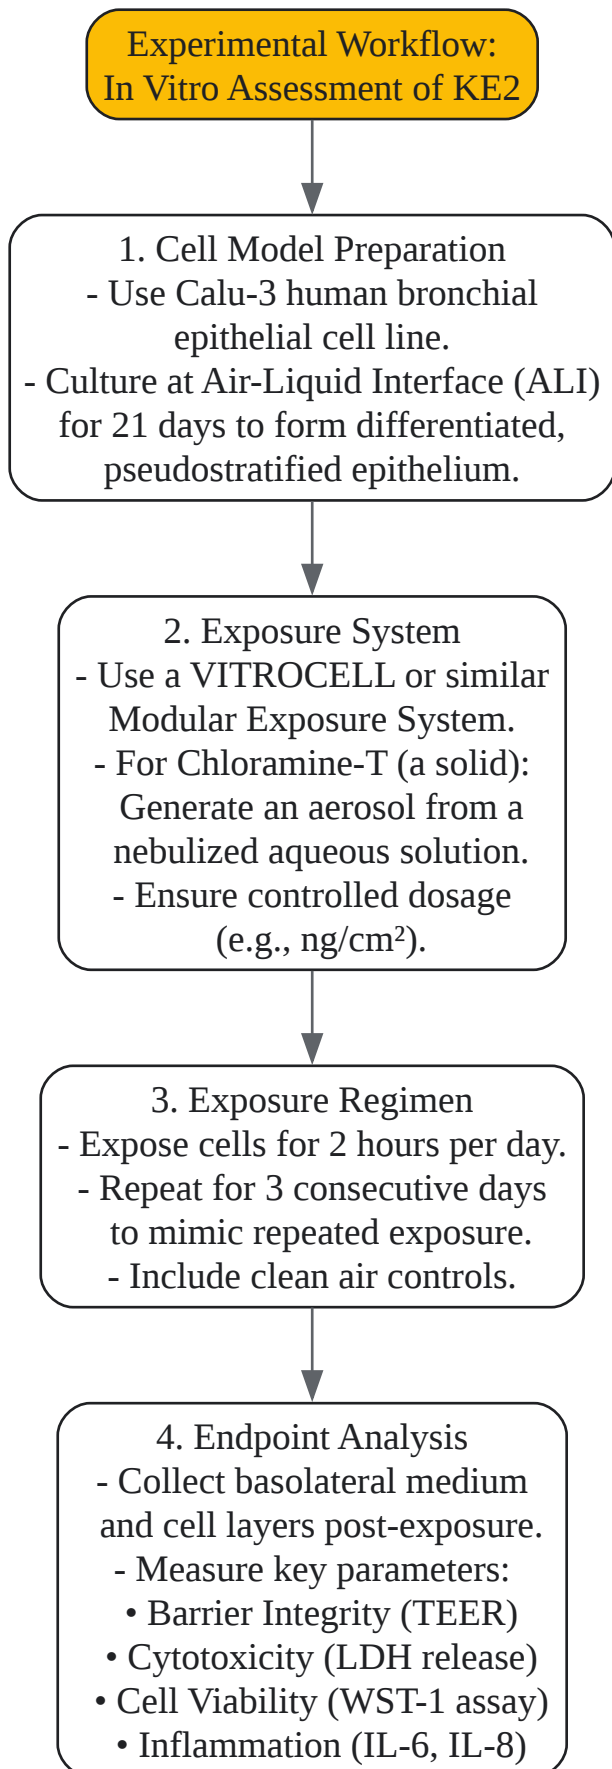 Experimental Workflow:
In Vitro Assessment of KE2
1. Cell Model Preparation
- Use Calu-3 human bronchial
epithelial cell line.
- Culture at Air-Liquid Interface (ALI)
for 21 days to form differentiated,
pseudostratified epithelium.
2. Exposure System
- Use a VITROCELL or similar
Modular Exposure System.
- For Chloramine-T (a solid):
Generate an aerosol from a
nebulized aqueous solution.
- Ensure controlled dosage
(e.g., ng/cm²).
3. Exposure Regimen
- Expose cells for 2 hours per day.
- Repeat for 3 consecutive days
to mimic repeated exposure.
- Include clean air controls.
4. Endpoint Analysis
- Collect basolateral medium
and cell layers post-exposure.
- Measure key parameters:
• Barrier Integrity (TEER)
• Cytotoxicity (LDH release)
• Cell Viability (WST-1 assay)
• Inflammation (IL-6, IL-8)